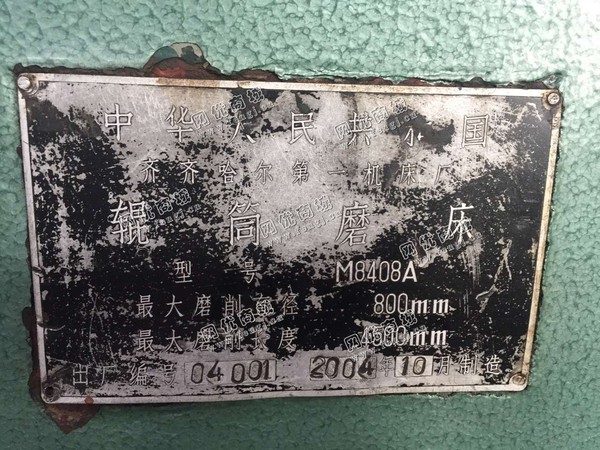 中华人民共和国
齐齐哈尔第一机床厂
辊筒磨床
型号 M8408A
最大磨削直径 800mm
最大磨削长度 4500mm
出厂编号 04001 2004年10月制造